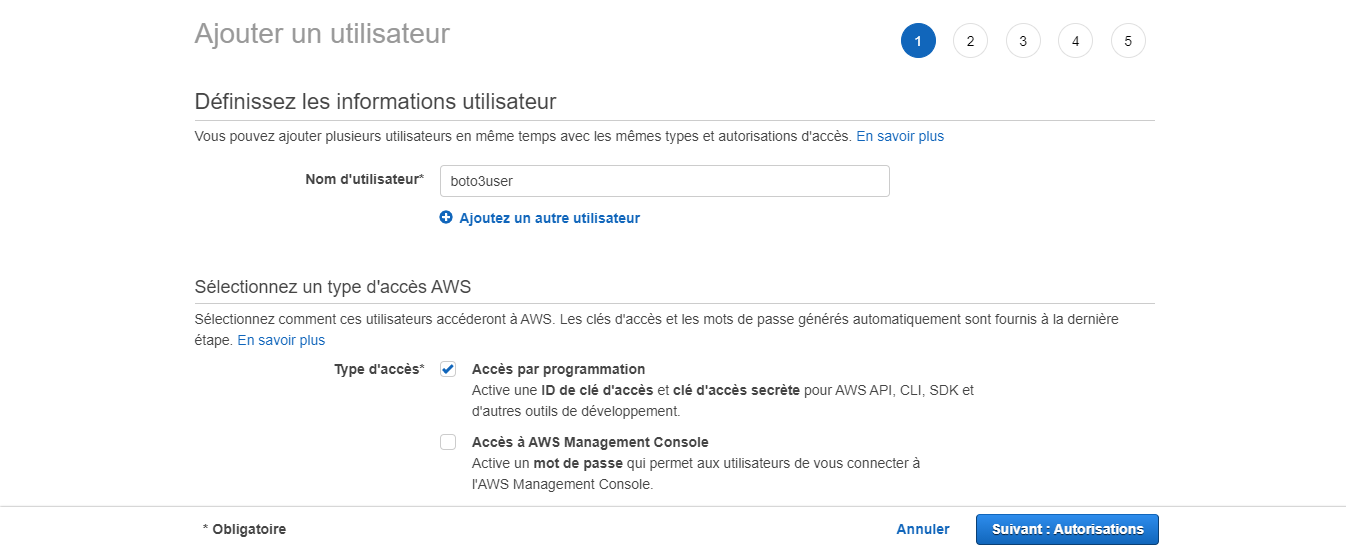 Ajouter un utilisateur
1 2 3 4 5
Définissez les informations utilisateur
Vous pouvez ajouter plusieurs utilisateurs en même temps avec les mêmes types et autorisations d'accès. En savoir plus
Nom d'utilisateur* boto3user
Ajoutez un autre utilisateur
Sélectionnez un type d'accès AWS
Sélectionnez comment ces utilisateurs accéderont à AWS. Les clés d'accès et les mots de passe générés automatiquement sont fournis à la dernière
étape. En savoir plus
Type d'accès* Accès par programmation
Active une ID de clé d'accès et clé d'accès secrète pour AWS API, CLI, SDK et
d'autres outils de développement.
Accès à AWS Management Console
Active un mot de passe qui permet aux utilisateurs de vous connecter à
l'AWS Management Console.
* Obligatoire Annuler Suivant : Autorisations